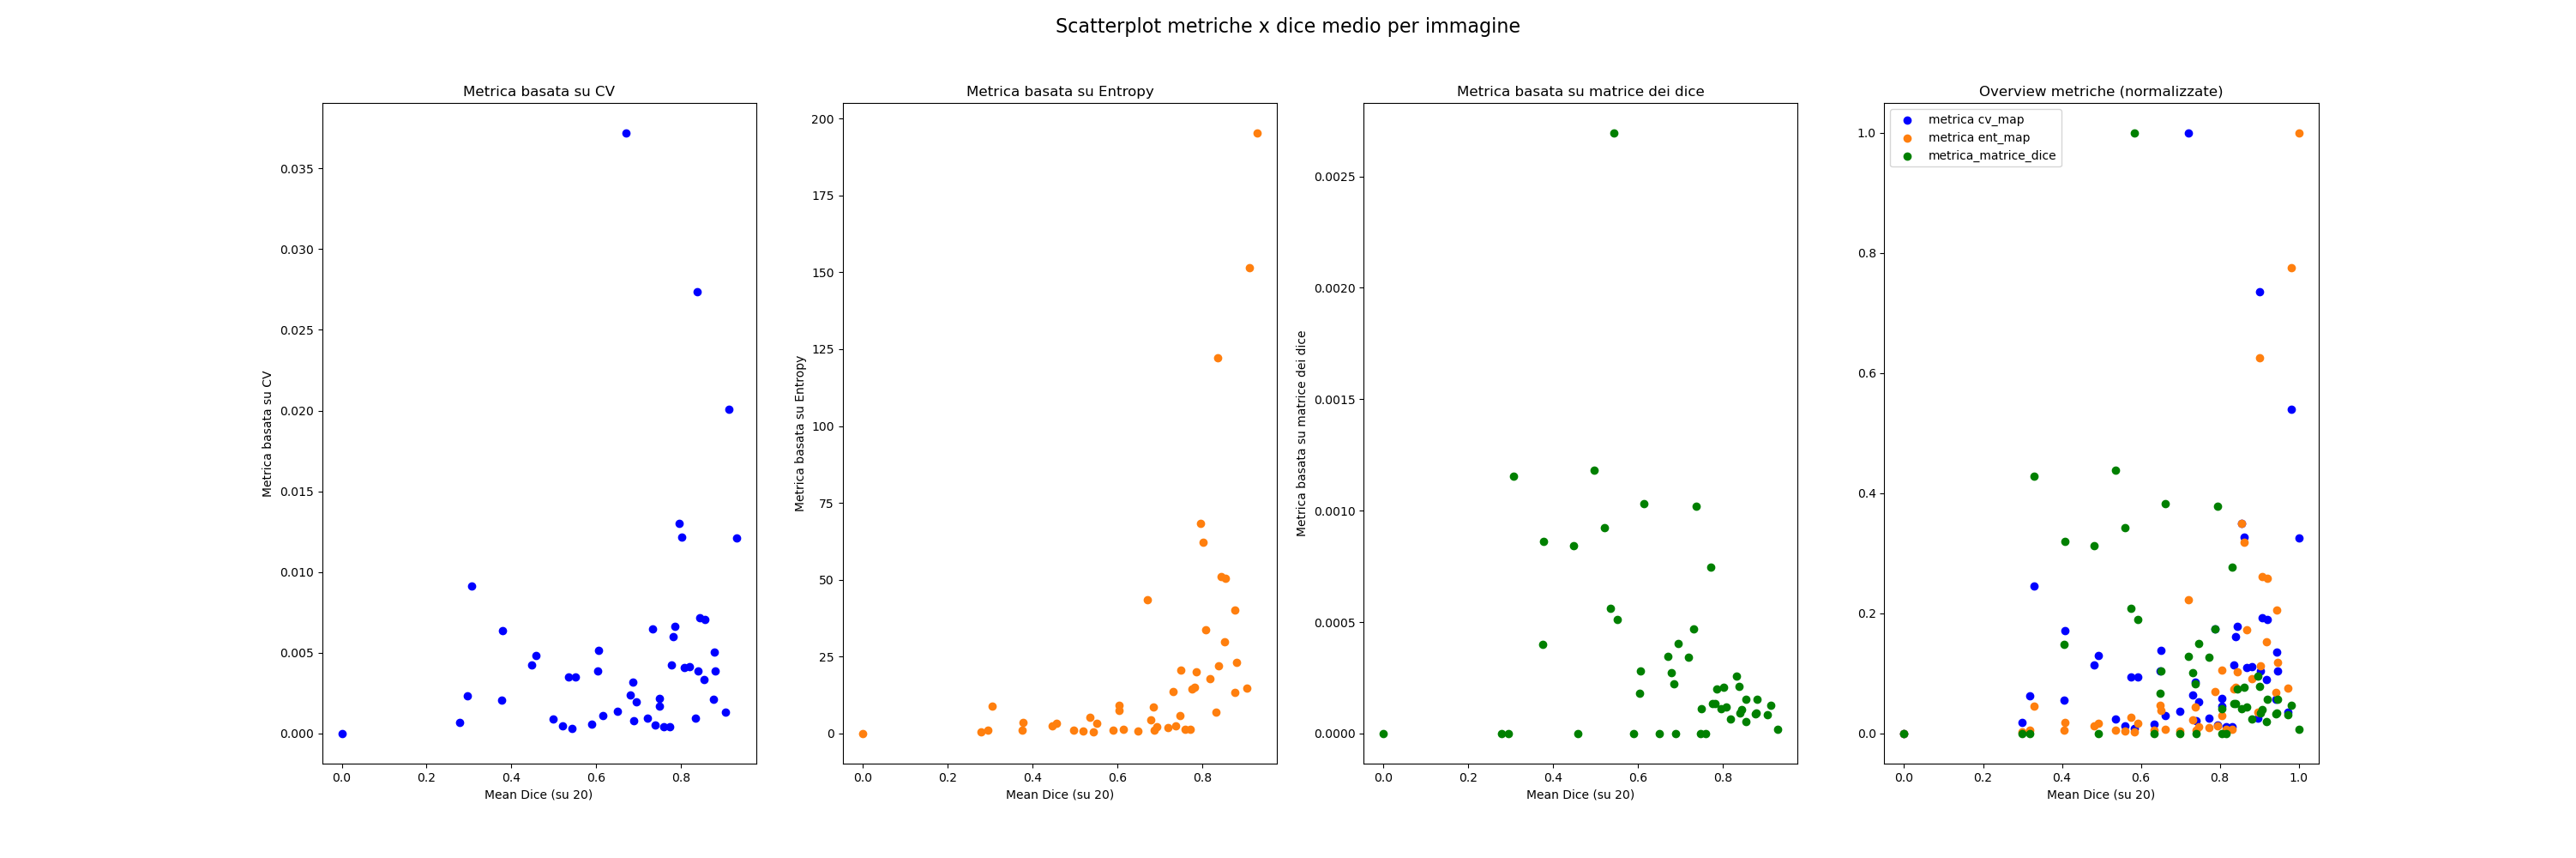 Scatterplot metriche x dice medio per immagine
Metrica basata su CV
0.035
0.030
0.025
0.020
0.015
0.010
0.005
0.000
Metrica basata su CV
0.0 0.2 0.4 0.6 0.8
Mean Dice (su 20)
Metrica basata su Entropy
200
175
150
125
100
75
50
25
0
Metrica basata su Entropy
0.0 0.2 0.4 0.6 0.8
Mean Dice (su 20)
Metrica basata su matrice dei dice
0.0025
0.0020
0.0015
0.0010
0.0005
0.0000
Metrica basata su matrice dei dice
0.0 0.2 0.4 0.6 0.8
Mean Dice (su 20)
Overview metriche (normalizzate)
metrica cv_map
metrica ent_map
metrica_matrice_dice
1.0
0.8
0.6
0.4
0.2
0.0
0.0 0.2 0.4 0.6 0.8 1.0
Mean Dice (su 20)